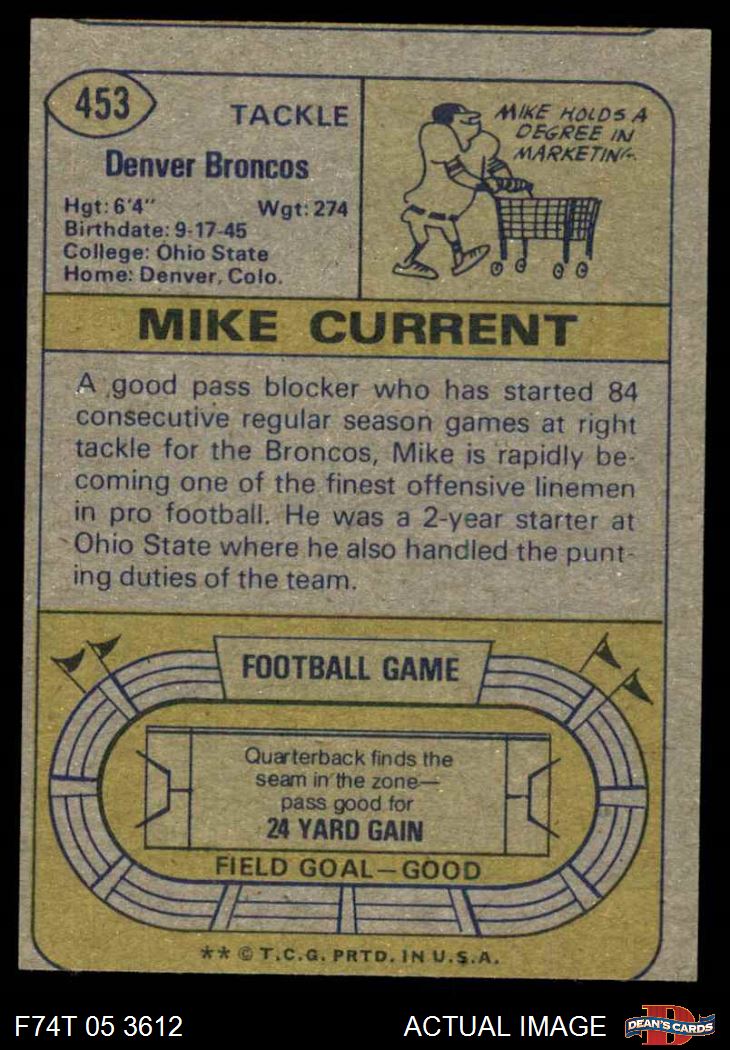 453
TACKLE
Denver Broncos
Hgt: 6'4" Wgt: 274
Birthdate: 9-17-45
College: Ohio State
Home: Denver, Colo.
MIKE HOLDS A
DEGREE IN
MARKETING.
MIKE CURRENT
A good pass blocker who has started 84
consecutive regular season games at right
tackle for the Broncos, Mike is rapidly be-
coming one of the finest offensive linemen
in pro football. He was a 2-year starter at
Ohio State where he also handled the punt-
ing duties of the team.
FOOTBALL GAME
Quarterback finds the
seam in the zone—
pass good for
24 YARD GAIN
FIELD GOAL—GOOD
** © T.C.G. PRTD. IN U.S.A.
F74T 05 3612 ACTUAL IMAGE
D
DEAN'S CARDS